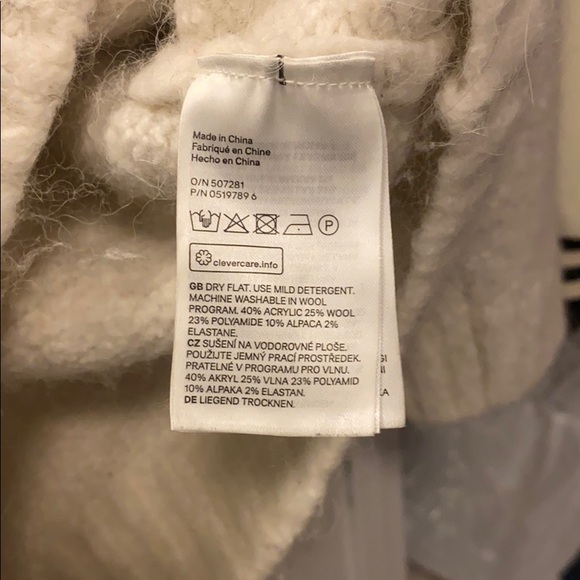 Made in China
Fabriqué en Chine
Hecho en China
O/N 507281
P/N 0519789 6
P
clevercare.info
GB DRY FLAT. USE MILD DETERGENT.
MACHINE WASHABLE IN WOOL
PROGRAM. 40% ACRYLIC 25% WOOL
23% POLYAMIDE 10% ALPACA 2%
ELASTANE.
CZ SUŠENÍ NA VODOROVNÉ PLOŠE.
POUŽIJTE JEMNÝ PRACÍ PROSTŘEDEK.
PRATELNÉ V PROGRAMU PRO VLNU.
40% AKRYL 25% VLNA 23% POLYAMID
10% ALPAKA 2% ELASTAN.
DE LIEGEND TROCKNEN.